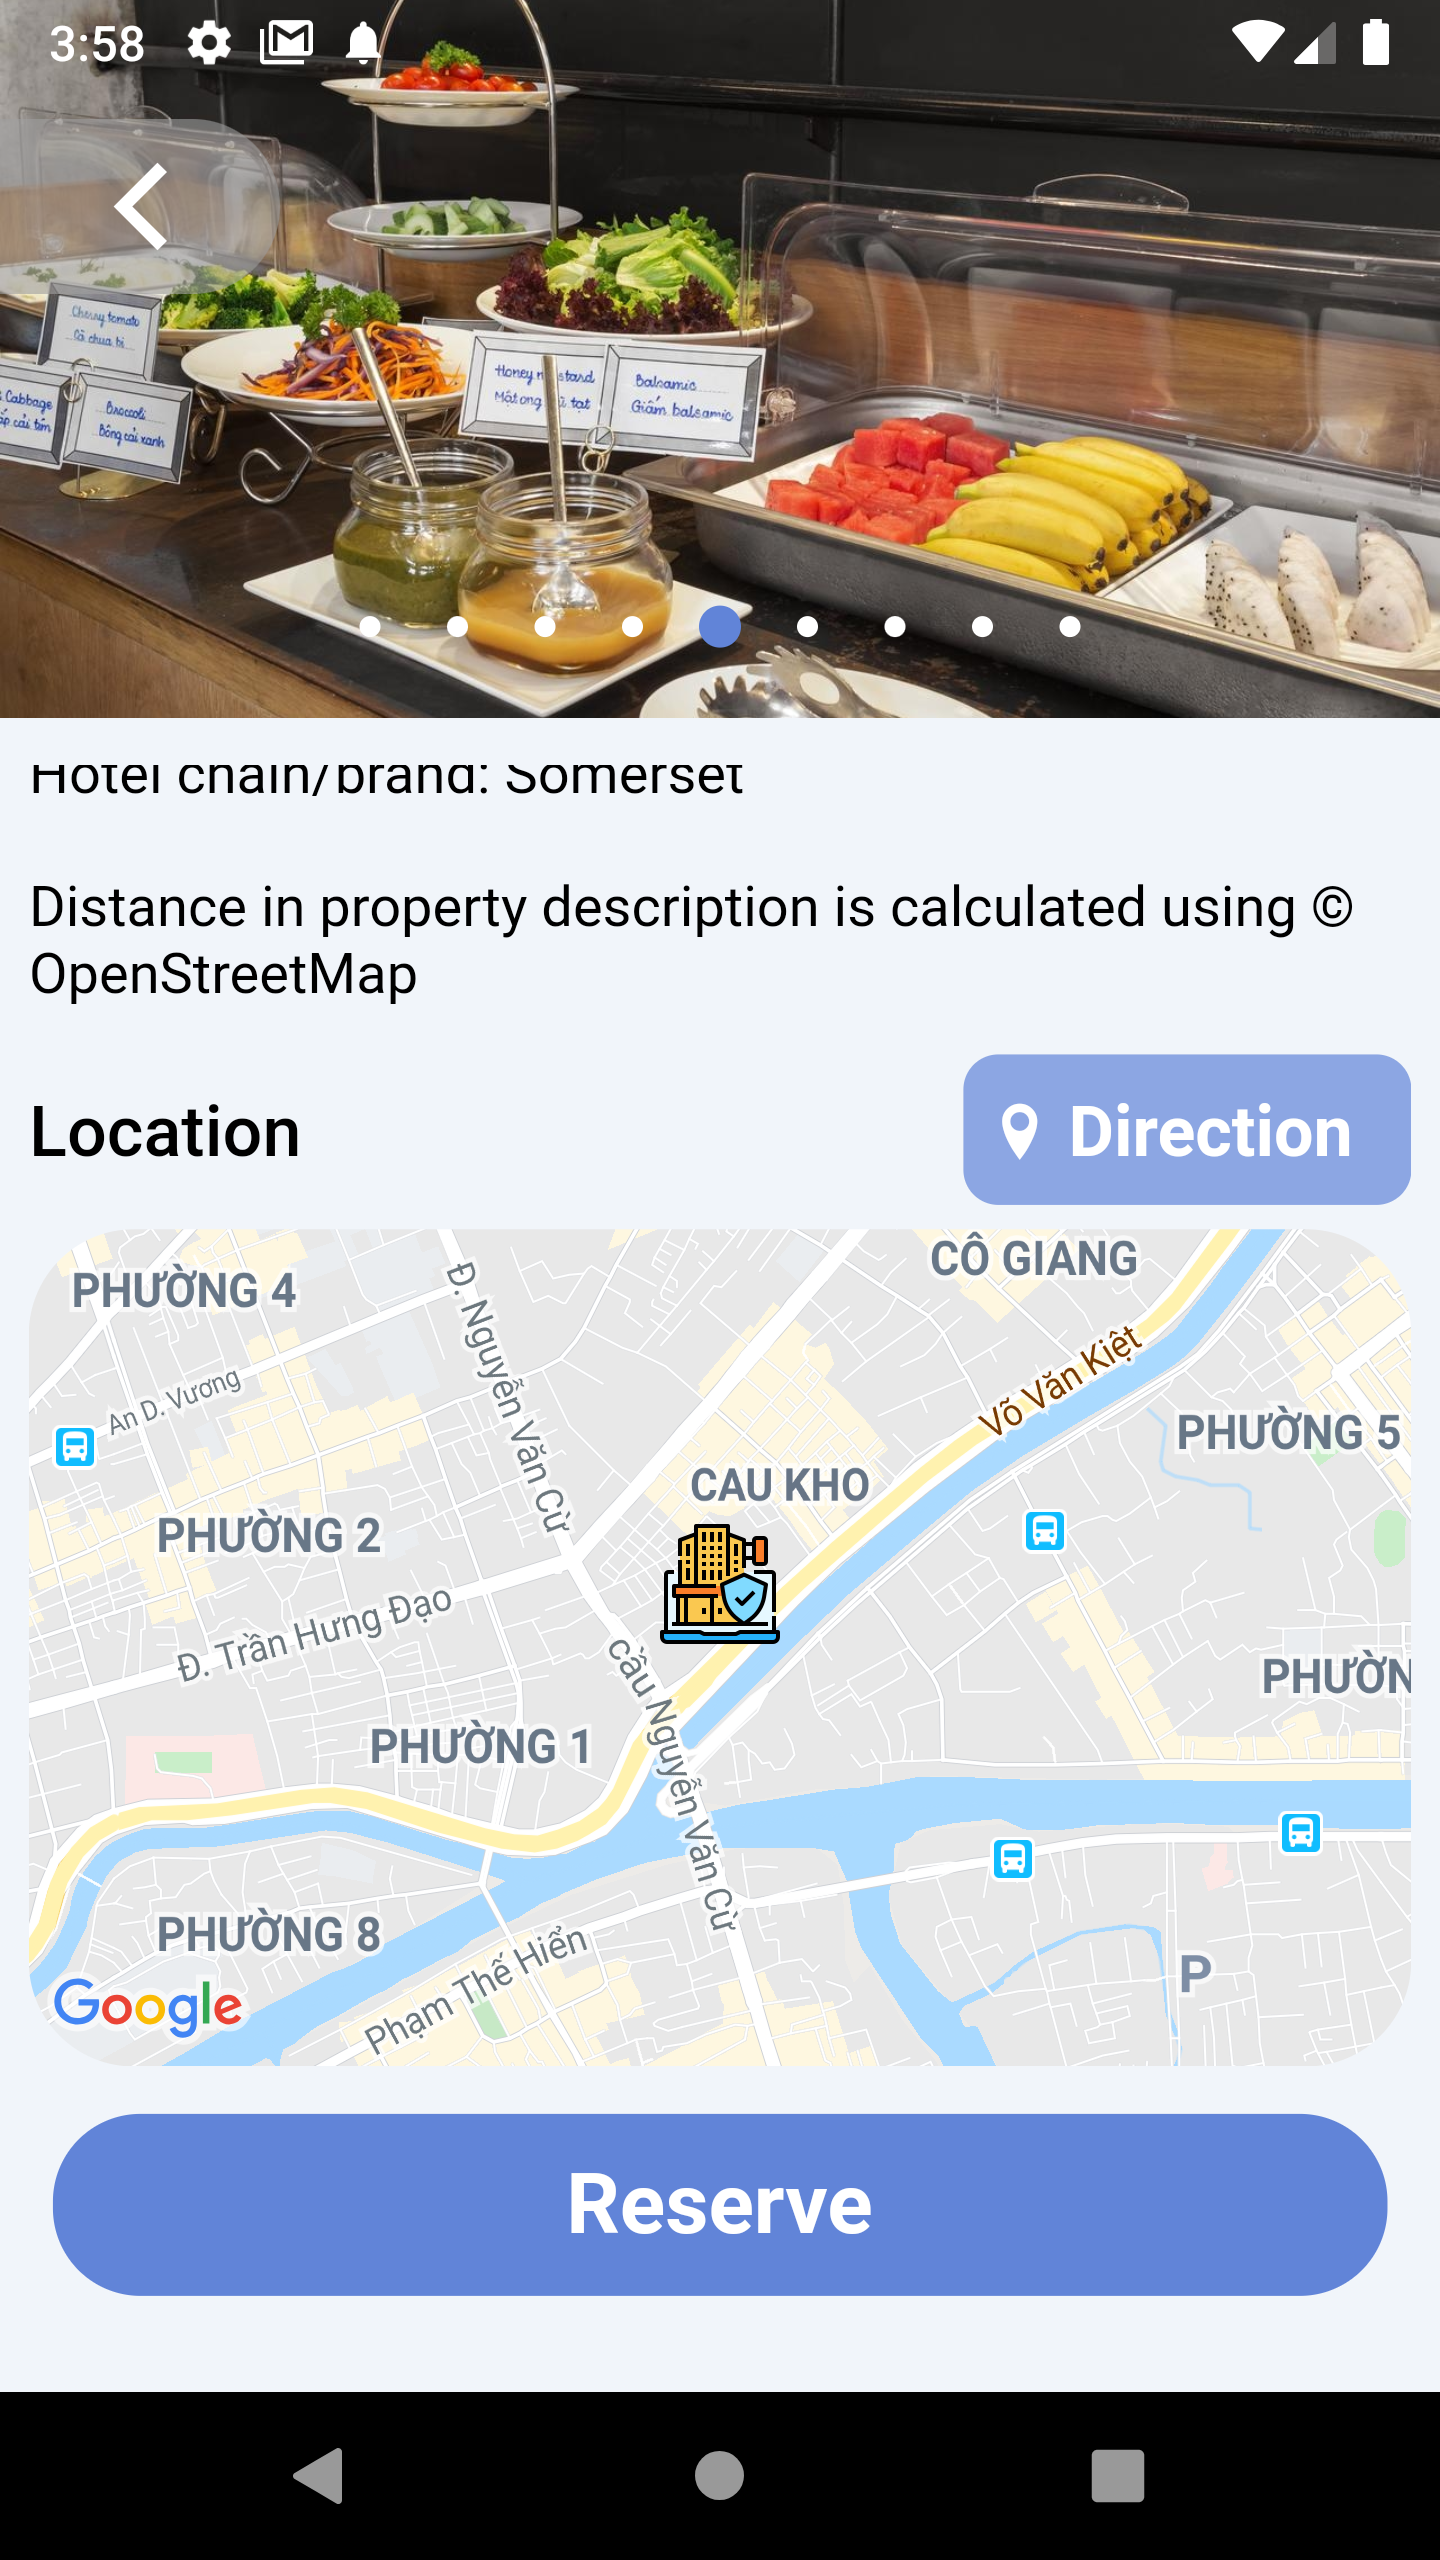 3:58
Cherry tomato
Cà chua bi
Cabbage
cải tím
Broccoli
Bông cải xanh
Honey
Mật ong
tạt
Balsamic
Giấm balsamic
Hotel chain/brand: Somerset
Distance in property description is calculated using ©
OpenStreetMap
Location
Direction
PHƯỜNG 4
CÔ GIANG
Đ. Nguyễn Văn Cừ
Võ Văn Kiệt
An D. Vương
PHƯỜNG 5
CAU KHO
PHƯỜNG 2
Đ. Trần Hưng Đạo
cầu Nguyễn Văn Cừ
PHƯỜN
PHƯỜNG 1
PHƯỜNG 8
Phạm Thế Hiển
P
Google
Reserve